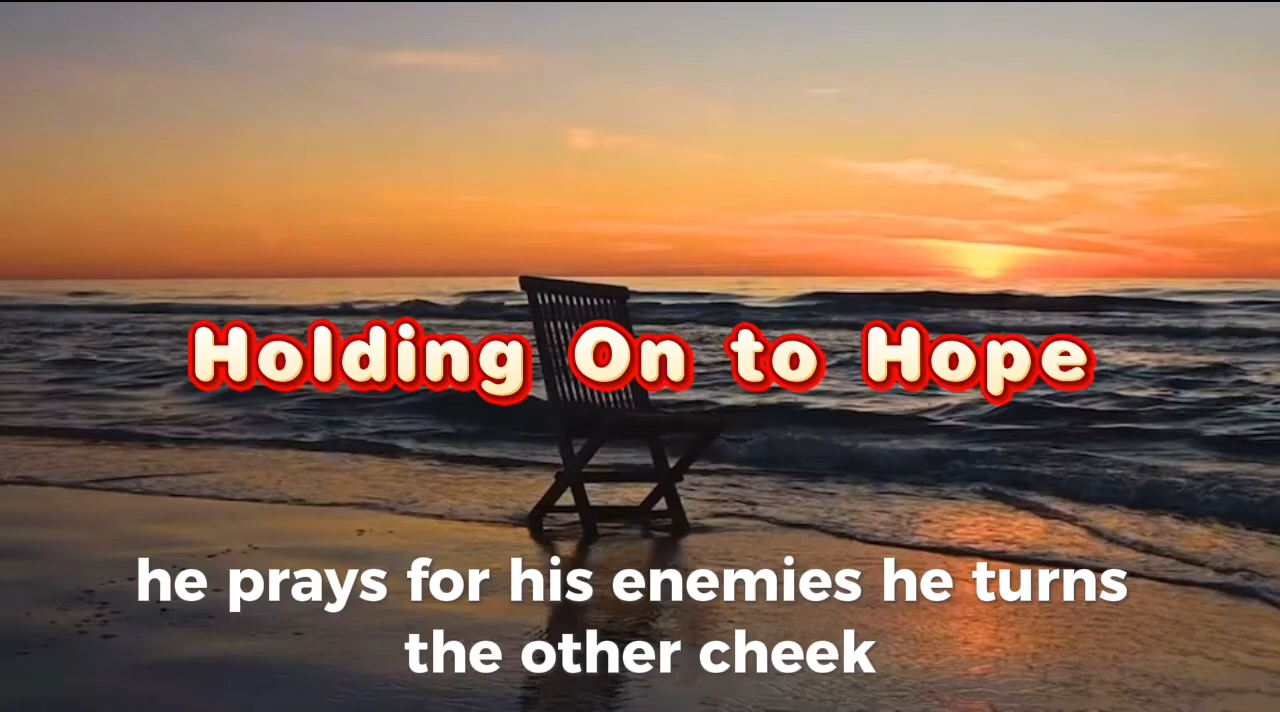 Holding On to Hope
he prays for his enemies he turns
the other cheek